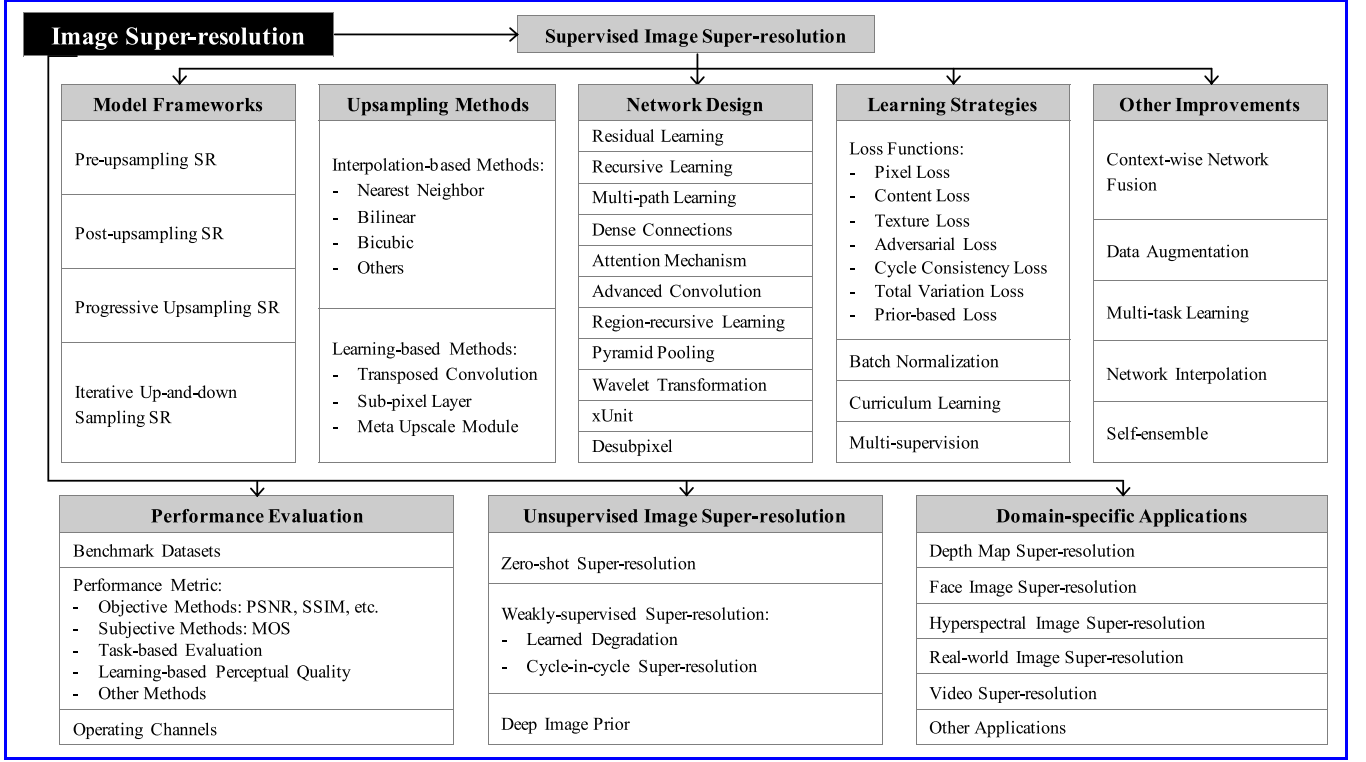 Image Super-resolution
Supervised Image Super-resolution
Model Frameworks
Pre-upsampling SR
Post-upsampling SR
Progressive Upsampling SR
Iterative Up-and-down
Sampling SR
Upsampling Methods
Interpolation-based Methods:
- Nearest Neighbor
- Bilinear
- Bicubic
- Others
Learning-based Methods:
- Transposed Convolution
- Sub-pixel Layer
- Meta Upscale Module
Network Design
Residual Learning
Recursive Learning
Multi-path Learning
Dense Connections
Attention Mechanism
Advanced Convolution
Region-recursive Learning
Pyramid Pooling
Wavelet Transformation
xUnit
Desubpixel
Learning Strategies
Loss Functions:
- Pixel Loss
- Content Loss
- Texture Loss
- Adversarial Loss
- Cycle Consistency Loss
- Total Variation Loss
- Prior-based Loss
Batch Normalization
Curriculum Learning
Multi-supervision
Other Improvements
Context-wise Network
Fusion
Data Augmentation
Multi-task Learning
Network Interpolation
Self-ensemble
Performance Evaluation
Benchmark Datasets
Performance Metric:
- Objective Methods: PSNR, SSIM, etc.
- Subjective Methods: MOS
- Task-based Evaluation
- Learning-based Perceptual Quality
- Other Methods
Operating Channels
Unsupervised Image Super-resolution
Zero-shot Super-resolution
Weakly-supervised Super-resolution:
- Learned Degradation
- Cycle-in-cycle Super-resolution
Deep Image Prior
Domain-specific Applications
Depth Map Super-resolution
Face Image Super-resolution
Hyperspectral Image Super-resolution
Real-world Image Super-resolution
Video Super-resolution
Other Applications